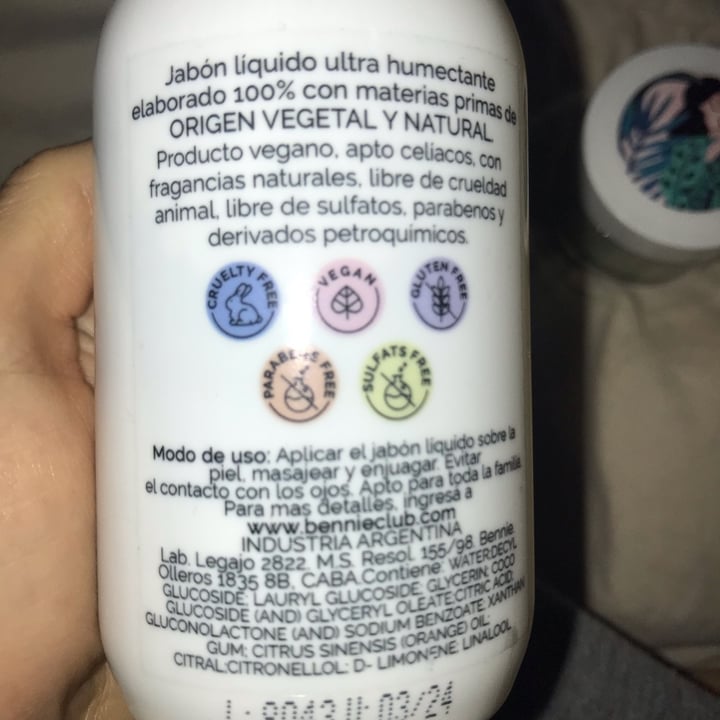 Jabón líquido ultra humectante
elaborado 100% con materias primas de
ORIGEN VEGETAL Y NATURAL
Producto vegano, apto celiacos, con
fragancias naturales, libre de crueldad
animal, libre de sulfatos, parabenos y
derivados petroquímicos.
CRUELTY FREE
VEGAN
GLUTEN FREE
PARABENS FREE
SULFATS FREE
Modo de uso: Aplicar el jabón líquido sobre la
piel, masajear y enjuagar. Evitar
el contacto con los ojos. Apto para toda la familia.
Para mas detalles, ingresá a
www.bennieclub.com
INDUSTRIA ARGENTINA
Lab. Legajo 2822. M.S. Resol. 155/98. Bennie.
Olleros 1835 8B, CABA.Contiene: WATER:DECYL
GLUCOSIDE; LAURYL GLUCOSIDE; GLYCERIN; COCO
GLUCOSIDE (AND) GLYCERYL OLEATE:CITRIC ACID;
GLUCONOLACTONE (AND) SODIUM BENZOATE; XANTHAN
GUM; CITRUS SINENSIS (ORANGE) OIL;
CITRAL:CITRONELLOL; D- LIMONENE; LINALOOL
03/24